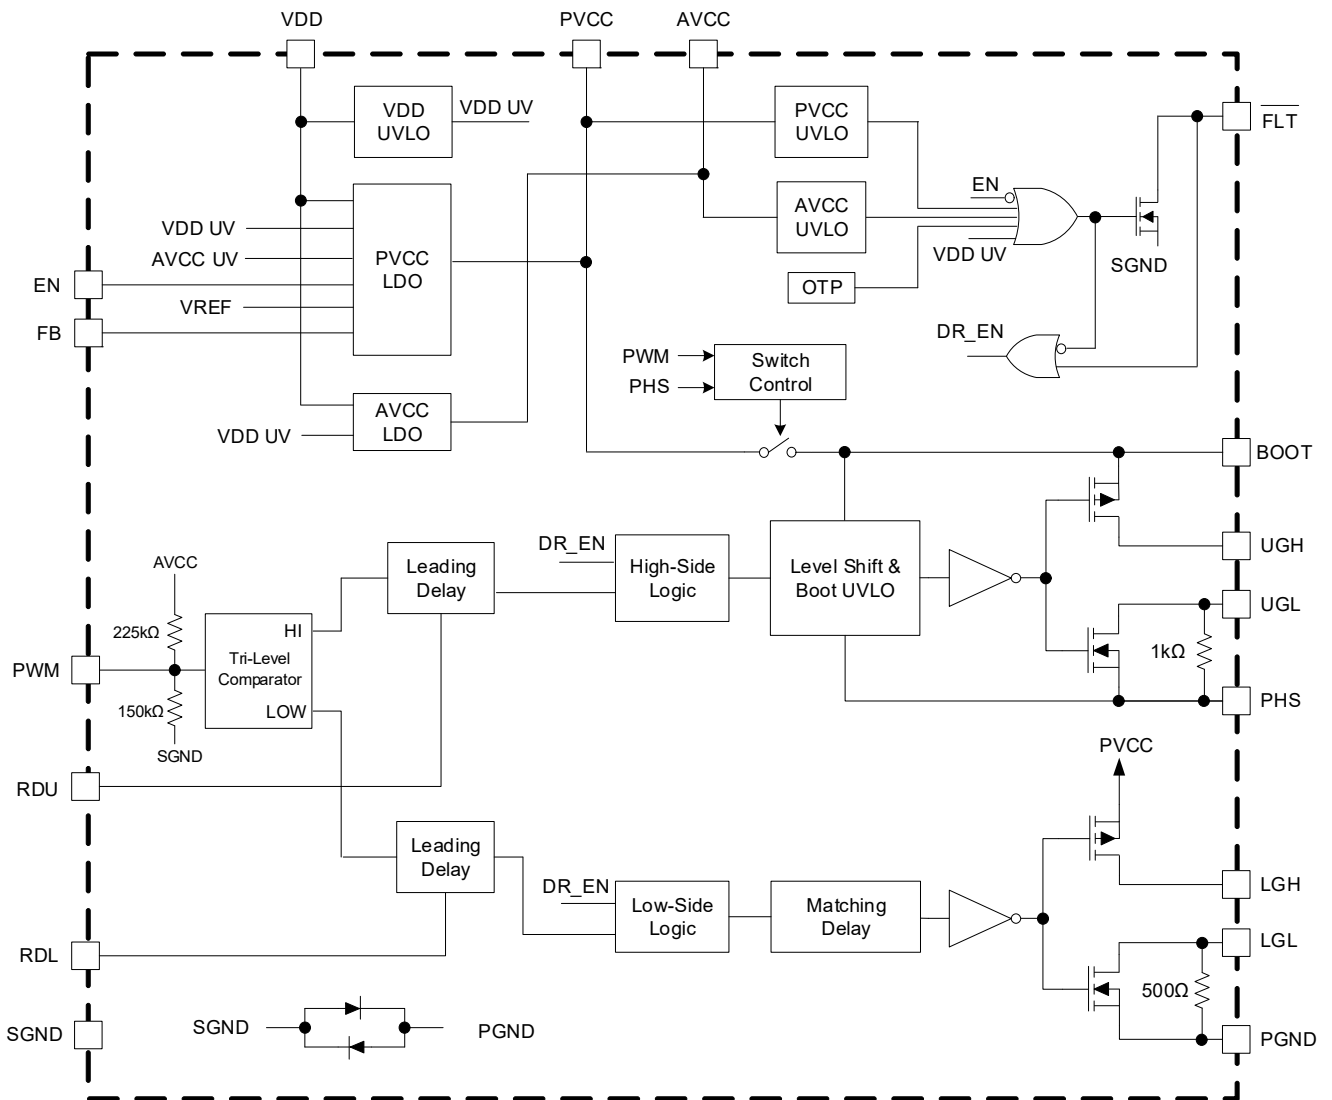 VDD
PVCC
AVCC
VDD
UVLO
VDD UV
PVCC
UVLO
FLT
EN
AVCC
UVLO
VDD UV
SGND
OTP
VDD UV
AVCC UV
EN
VREF
FB
PVCC
LDO
DR_EN
PWM
PHS
Switch
Control
AVCC
LDO
VDD UV
BOOT
DR_EN
High-Side
Logic
Level Shift &
Boot UVLO
UGH
AVCC
Leading
Delay
UGL
225kΩ
HI
Tri-Level
Comparator
LOW
1kΩ
PWM
150kΩ
SGND
PHS
PVCC
RDU
Leading
Delay
DR_EN
Low-Side
Logic
Matching
Delay
LGH
LGL
RDL
500Ω
SGND
SGND
PGND
PGND